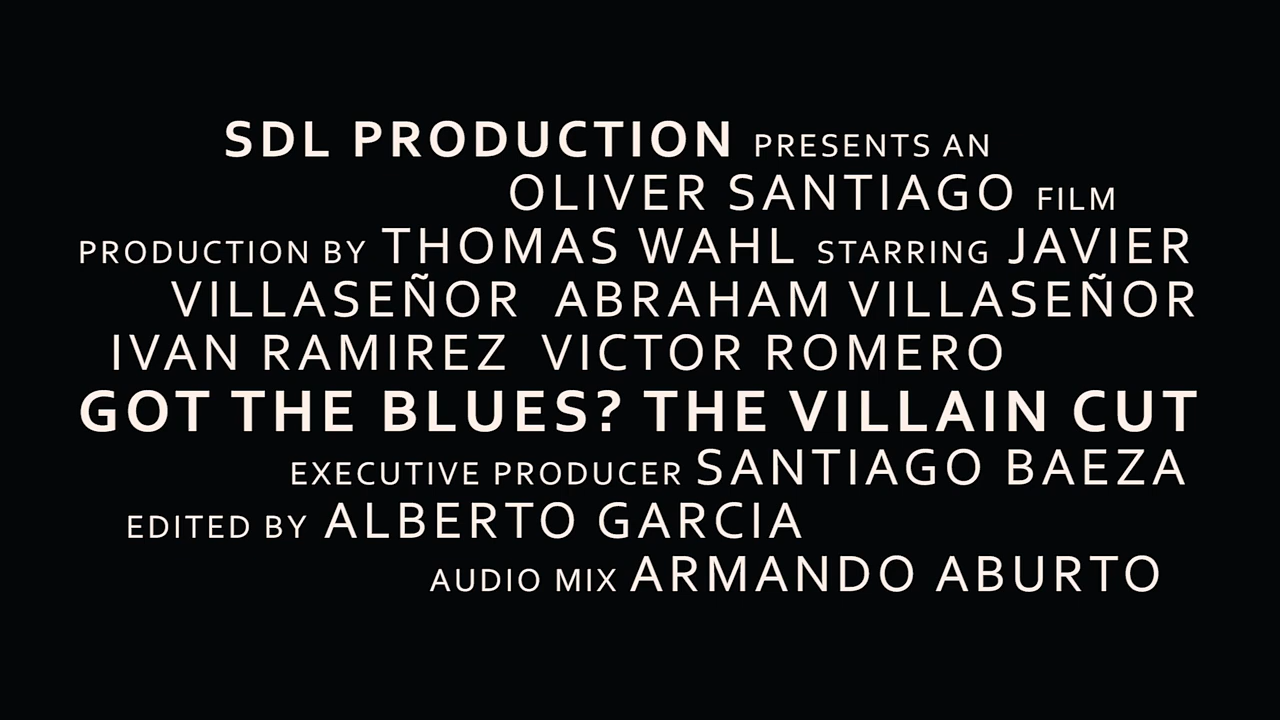 SDL PRODUCTION PRESENTS AN
OLIVER SANTIAGO FILM
PRODUCTION BY THOMAS WAHL STARRING JAVIER
VILLASEÑOR ABRAHAM VILLASEÑOR
IVAN RAMIREZ VICTOR ROMERO
GOT THE BLUES? THE VILLAIN CUT
EXECUTIVE PRODUCER SANTIAGO BAEZA
EDITED BY ALBERTO GARCIA
AUDIO MIX ARMANDO ABURTO